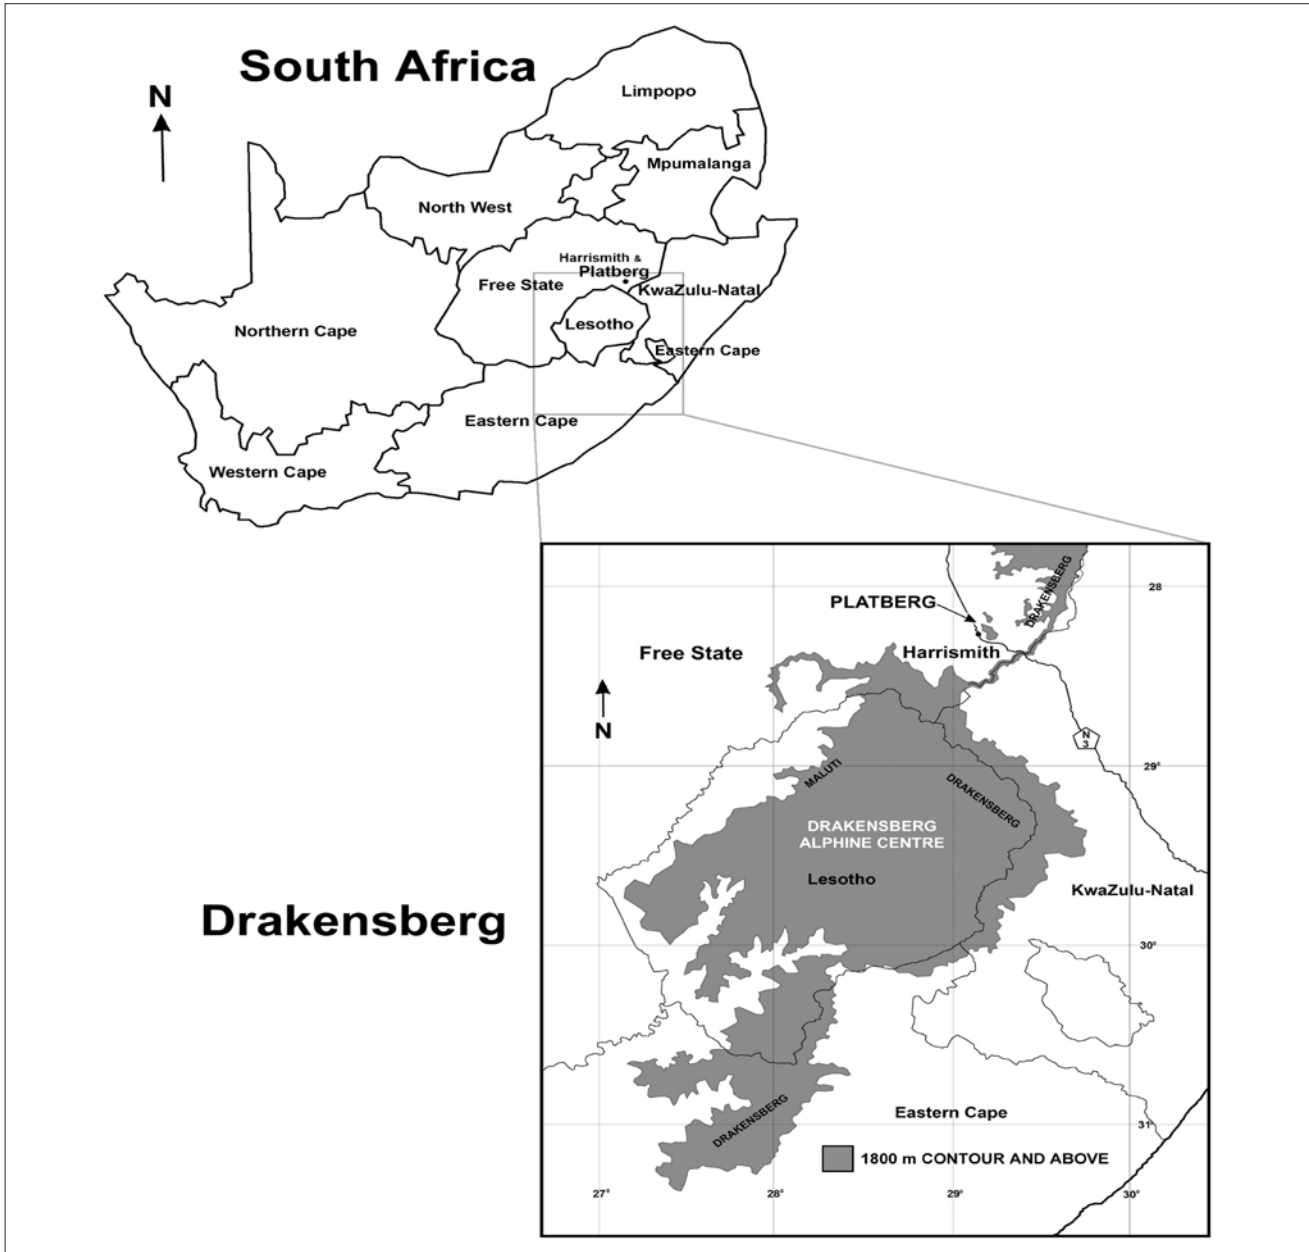 South Africa
N
Limpopo
Mpumalanga
North West
Harrismith &
Platberg
Free State
KwaZulu-Natal
Lesotho
Northern Cape
Eastern Cape
Eastern Cape
Western Cape
Drakensberg
DRAKENSBERG
28
PLATBERG
Free State
Harrismith
N
N
3
29°
MALUTI
DRAKENSBERG
DRAKENSBERG
ALPHINE CENTRE
Lesotho
KwaZulu-Natal
30°
DRAKENSBERG
Eastern Cape
31°
1800 m CONTOUR AND ABOVE
27°
28°
29°
30°